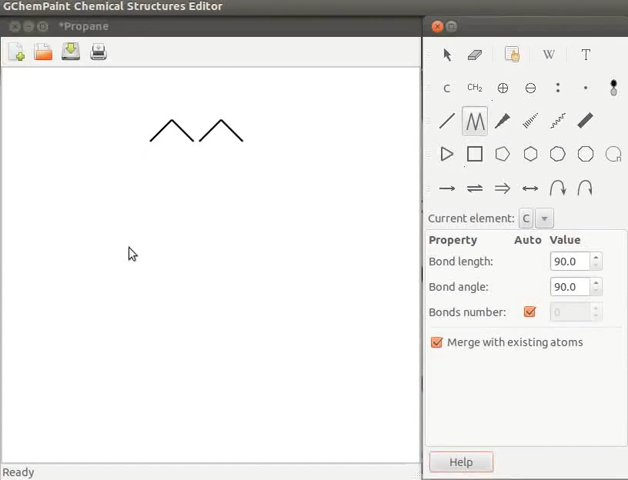 GChemPaint Chemical Structures Editor
*Propane
W T
C CH2
Current element: C
Property Auto Value
Bond length: 90.0
Bond angle: 90.0
Bonds number: 0
Merge with existing atoms
Help
Ready